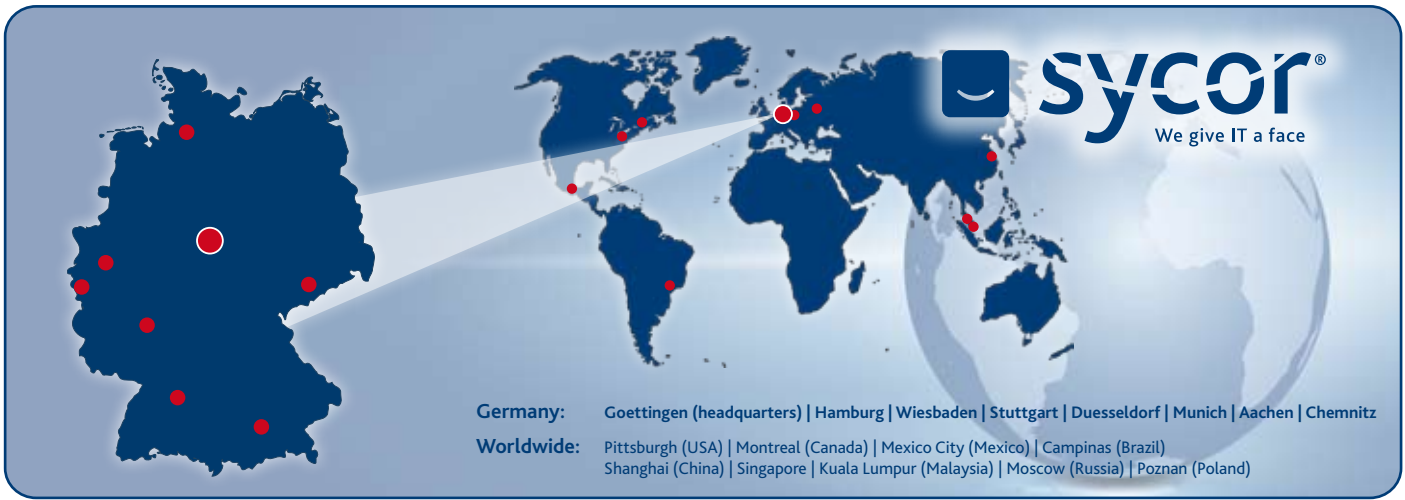 sycor®
We give IT a face
Germany: Goettingen (headquarters) | Hamburg | Wiesbaden | Stuttgart | Duesseldorf | Munich | Aachen | Chemnitz
Worldwide: Pittsburgh (USA) | Montreal (Canada) | Mexico City (Mexico) | Campinas (Brazil)
Shanghai (China) | Singapore | Kuala Lumpur (Malaysia) | Moscow (Russia) | Poznan (Poland)